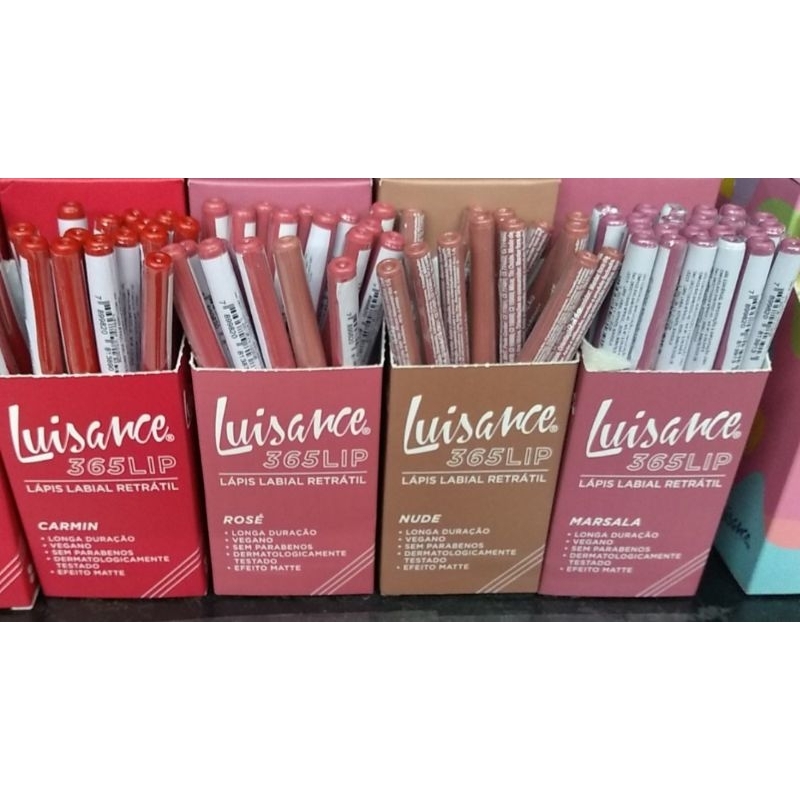 Luisance®
365LIP
LÁPIS LABIAL RETRÁTIL
CARMIN
• LONGA DURAÇÃO
• VEGANO
• SEM PARABENOS
• DERMATOLOGICAMENTE
TESTADO
• EFEITO MATTE
Luisance®
365LIP
LÁPIS LABIAL RETRÁTIL
ROSÉ
• LONGA DURAÇÃO
• VEGANO
• SEM PARABENOS
• DERMATOLOGICAMENTE
TESTADO
• EFEITO MATTE
Luisance®
365LIP
LÁPIS LABIAL RETRÁTIL
NUDE
• LONGA DURAÇÃO
• VEGANO
• SEM PARABENOS
• DERMATOLOGICAMENTE
TESTADO
• EFEITO MATTE
Luisance®
365LIP
LÁPIS LABIAL RETRÁTIL
MARSALA
• LONGA DURAÇÃO
• VEGANO
• SEM PARABENOS
• DERMATOLOGICAMENTE
TESTADO
• EFEITO MATTE